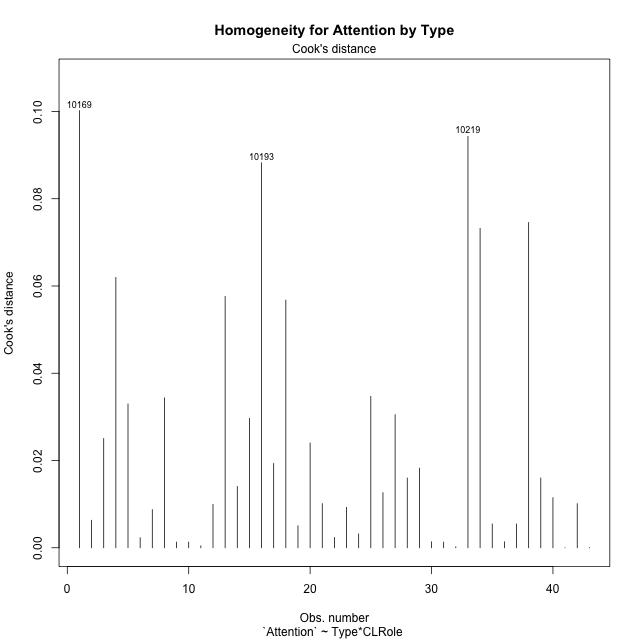 Homogeneity for Attention by Type
Cook's distance
10169
10193
10219
Cook's distance
0.10
0.08
0.06
0.04
0.02
0.00
0 10 20 30 40
Obs. number
`Attention` ~ Type*CLRole